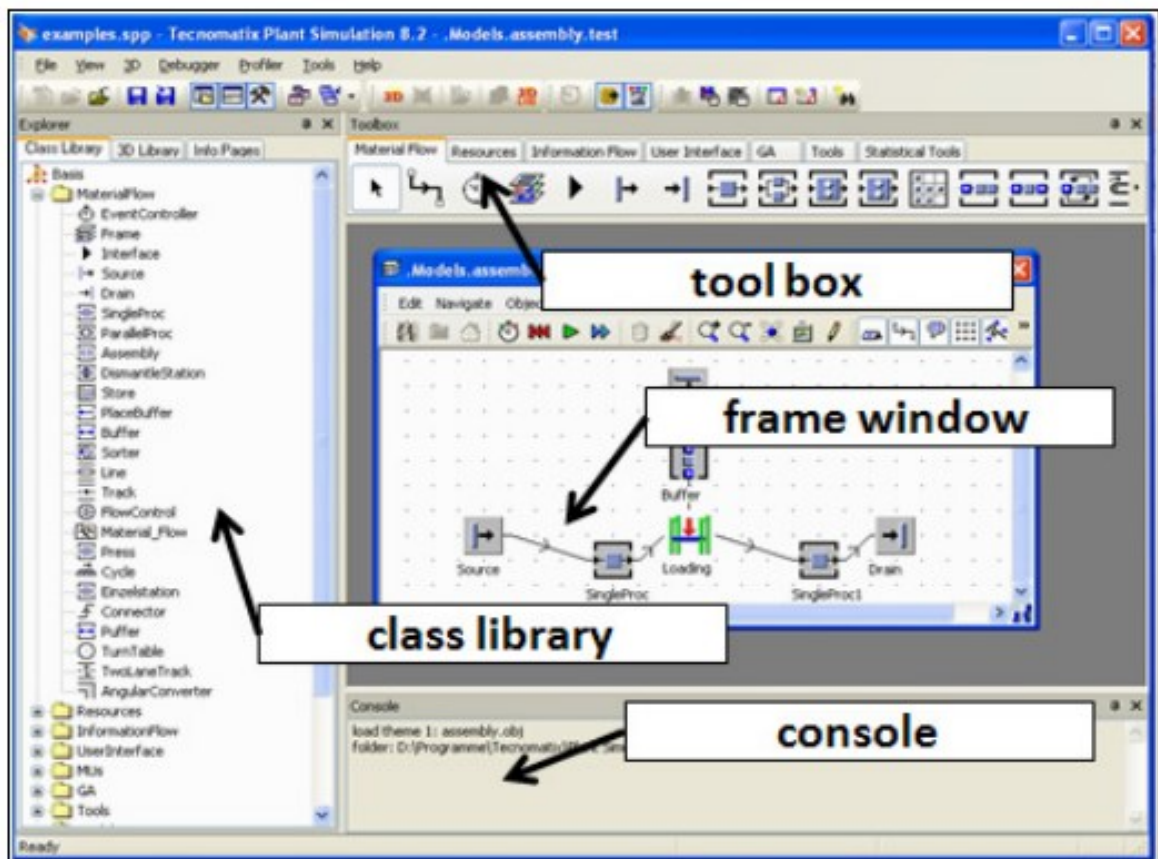 examples.spp - Tecnomatix Plant Simulation 8.2 - .Models.assembly.test
File View 3D Debugger Profiler Tools Help
Explorer
Class Library 3D Library Info Pages
Basis
MaterialFlow
EventController
Frame
Interface
Source
Drain
SingleProc
ParallelProc
Assembly
DismantleStation
Store
PlaceBuffer
Buffer
Sorter
Line
Track
FlowControl
Material_Flow
Press
Cycle
Einzelstation
Connector
Puffer
TurnTable
TwoLaneTrack
AngularConverter
Resources
InformationFlow
UserInterface
MUs
GA
Tools
Toolbox
Material Flow Resources Information Flow User Interface GA Tools Statistical Tools
tool box
.Models.assemb
Edit Navigate Objec
frame window
Buffer
Source
SingleProc
Loading
SingleProc1
Drain
class library
Console
load theme 1: assembly.obj
folder: D:\Programme\Tecnomatix\
console
Ready